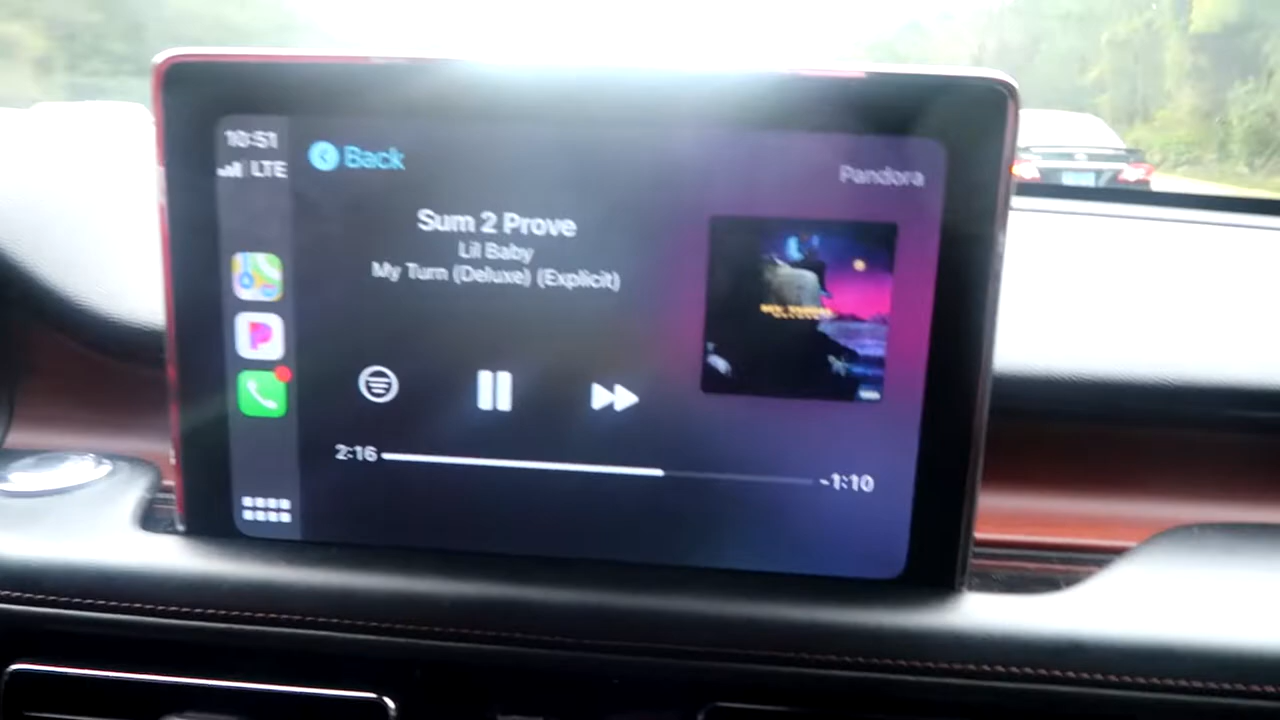 10:51
LTE
Back
Pandora
Sum 2 Prove
Lil Baby
My Turn (Deluxe) (Explicit)
2:16
-1:10